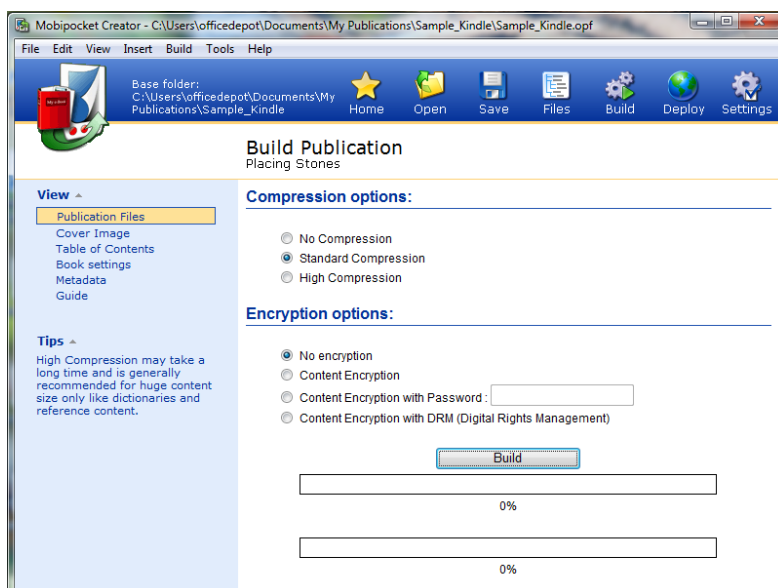 Mobipocket Creator - C:\Users\officedepot\Documents\My Publications\Sample_Kindle\Sample_Kindle.opf
File Edit View Insert Build Tools Help
Base folder:
C:\Users\officedepot\Documents\My
Publications\Sample_Kindle
Home Open Save Files Build Deploy Settings
Build Publication
Placing Stones
View
Publication Files
Cover Image
Table of Contents
Book settings
Metadata
Guide
Tips
High Compression may take a
long time and is generally
recommended for huge content
size only like dictionaries and
reference content.
Compression options:
No Compression
Standard Compression
High Compression
Encryption options:
No encryption
Content Encryption
Content Encryption with Password :
Content Encryption with DRM (Digital Rights Management)
Build
0%
0%